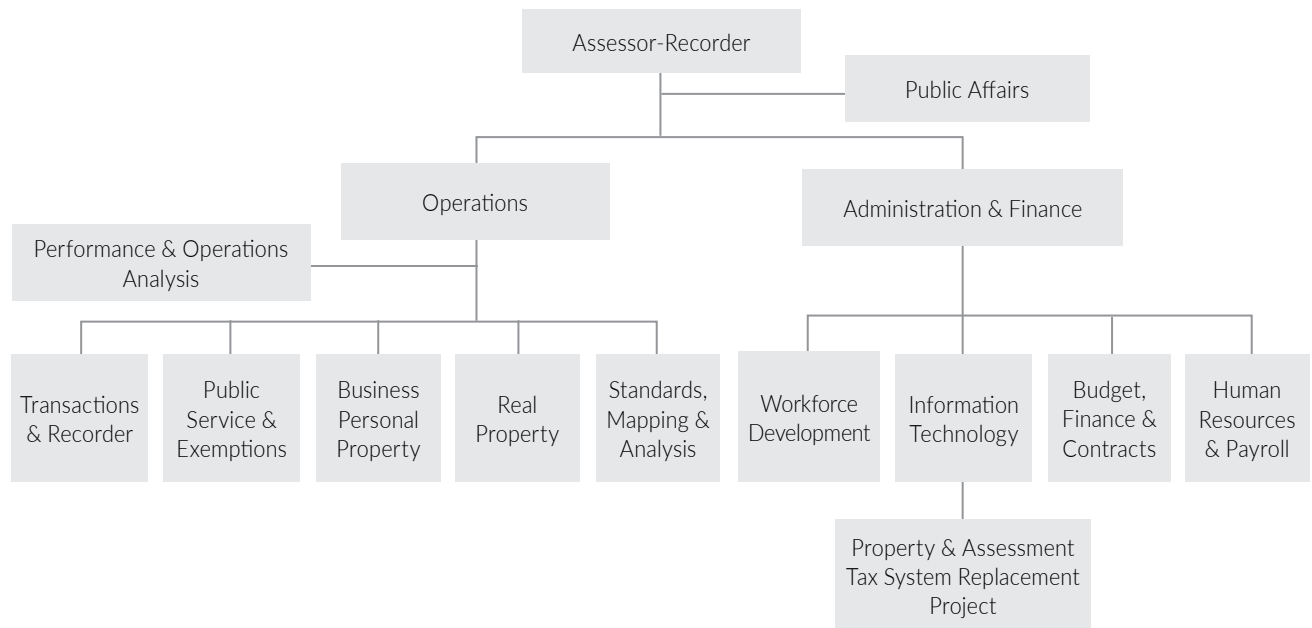 Assessor-Recorder
Public Affairs
Operations
Administration & Finance
Performance & Operations
Analysis
Transactions
& Recorder
Public
Service &
Exemptions
Business
Personal
Property
Real
Property
Standards,
Mapping &
Analysis
Workforce
Development
Information
Technology
Budget,
Finance &
Contracts
Human
Resources
& Payroll
Property & Assessment
Tax System Replacement
Project